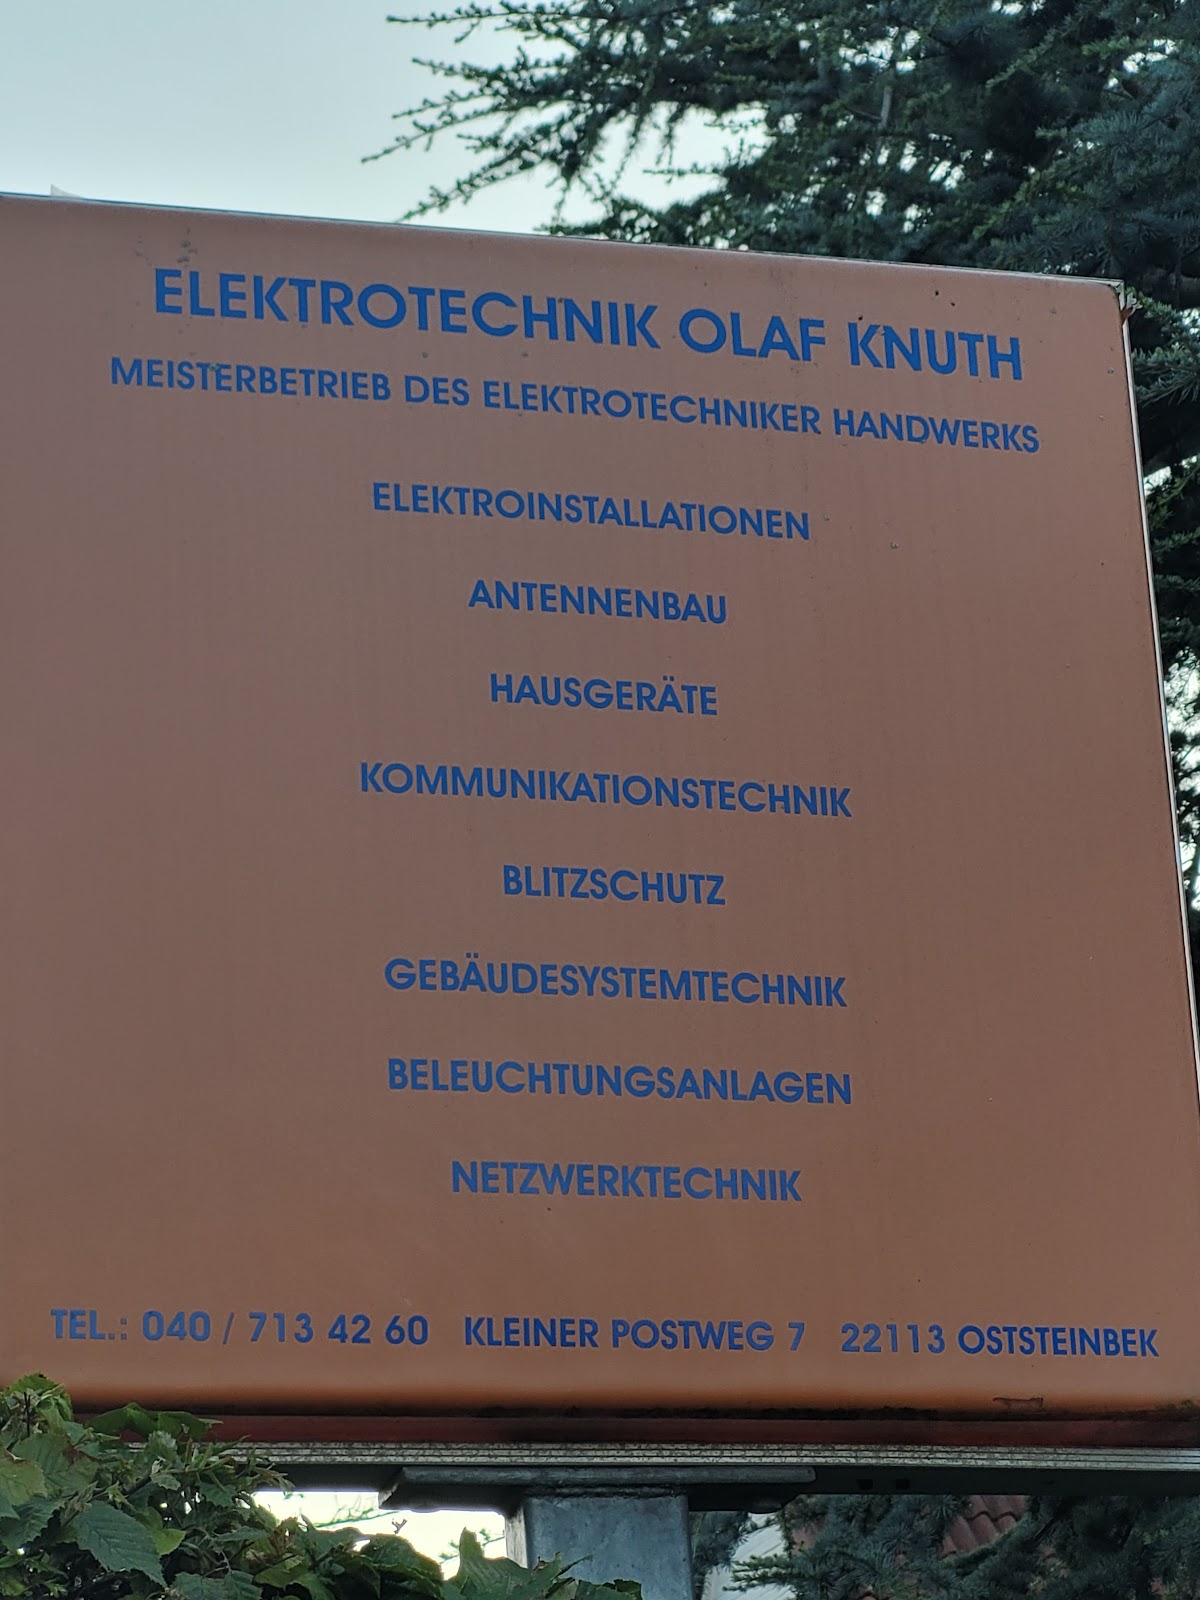 ELEKTROTECHNIK OLAF KNUTH
MEISTERBETRIEB DES ELEKTROTECHNIKER HANDWERKS
ELEKTROINSTALLATIONEN
ANTENNENBAU
HAUSGERÄTE
KOMMUNIKATIONSTECHNIK
BLITZSCHUTZ
GEBÄUDESYSTEMTECHNIK
BELEUCHTUNGSANLAGEN
NETZWERKTECHNIK
TEL.: 040 / 713 42 60 KLEINER POSTWEG 7 22113 OSTSTEINBEK